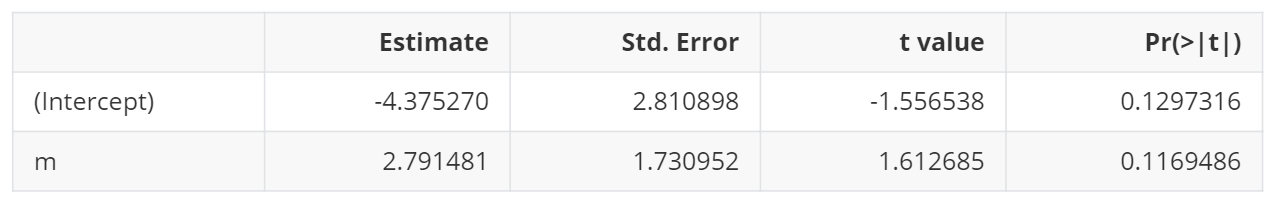 Estimate Std. Error t value Pr(>|t|)
(Intercept) -4.375270 2.810898 -1.556538 0.1297316
m 2.791481 1.730952 1.612685 0.1169486